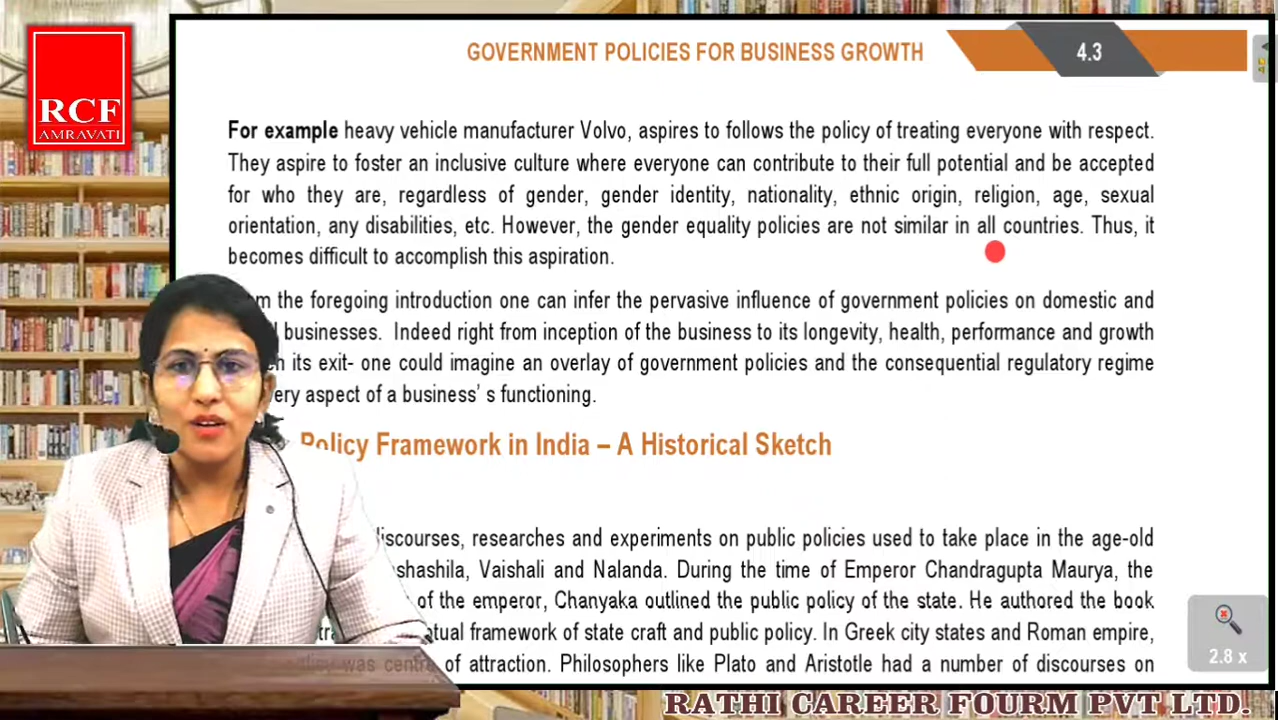 RCF
AMRAVATI
GOVERNMENT POLICIES FOR BUSINESS GROWTH
4.3
For example heavy vehicle manufacturer Volvo, aspires to follows the policy of treating everyone with respect.
They aspire to foster an inclusive culture where everyone can contribute to their full potential and be accepted
for who they are, regardless of gender, gender identity, nationality, ethnic origin, religion, age, sexual
orientation, any disabilities, etc. However, the gender equality policies are not similar in all countries. Thus, it
becomes difficult to accomplish this aspiration.
the foregoing introduction one can infer the pervasive influence of government policies on domestic and
businesses. Indeed right from inception of the business to its longevity, health, performance and growth
its exit- one could imagine an overlay of government policies and the consequential regulatory regime
aspect of a business' s functioning.
Policy Framework in India – A Historical Sketch
discourses, researches and experiments on public policies used to take place in the age-old
Vaishali and Nalanda. During the time of Emperor Chandragupta Maurya, the
of the emperor, Chanyaka outlined the public policy of the state. He authored the book
framework of state craft and public policy. In Greek city states and Roman empire,
was of attraction. Philosophers like Plato and Aristotle had a number of discourses on
2.8 x
RATHI CAREER FOURM PVT LTD.